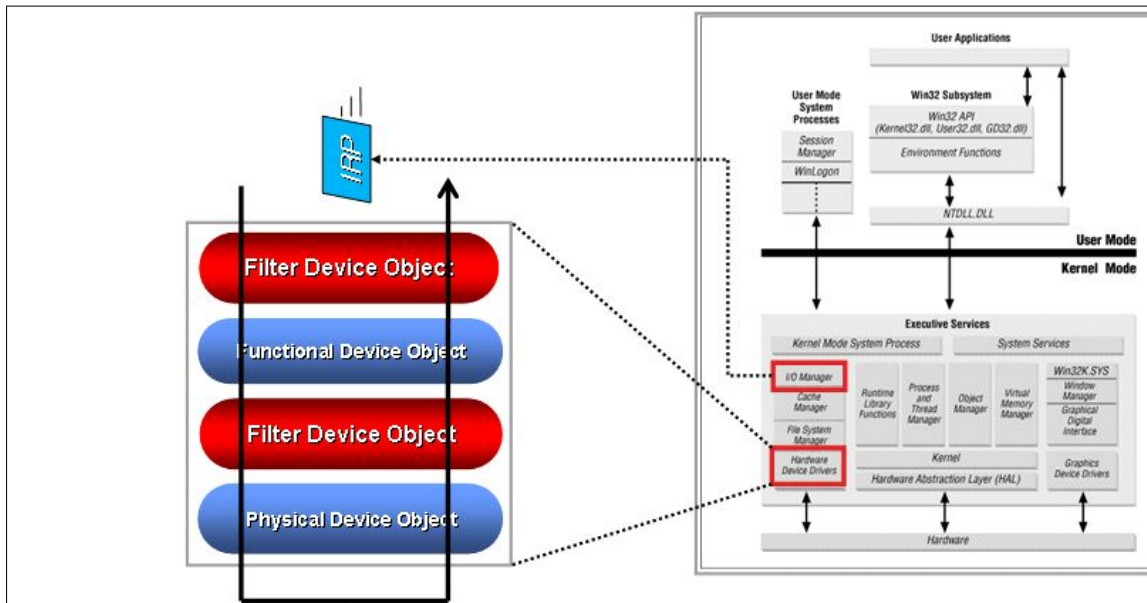 IRP
Filter Device Object
Functional Device Object
Filter Device Object
Physical Device Object
User Applications
Win32 Subsystem
Win32 API
(Kernel32.dll, User32.dll, GD32.dll)
Environment Functions
User Mode
System
Processes
Session
Manager
WinLogon
NTDLL.DLL
User Mode
Kernel Mode
Executive Services
Kernel Mode System Process
System Services
I/O Manager
Cache
Manager
File System
Manager
Hardware
Device Drivers
Runtime
Library
Functions
Process
and
Thread
Manager
Object
Manager
Virtual
Memory
Manager
Win32K.SYS
Window
Manager
Graphical
Digital
Interface
Kernel
Hardware Abstraction Layer (HAL)
Graphics
Device Drivers
Hardware